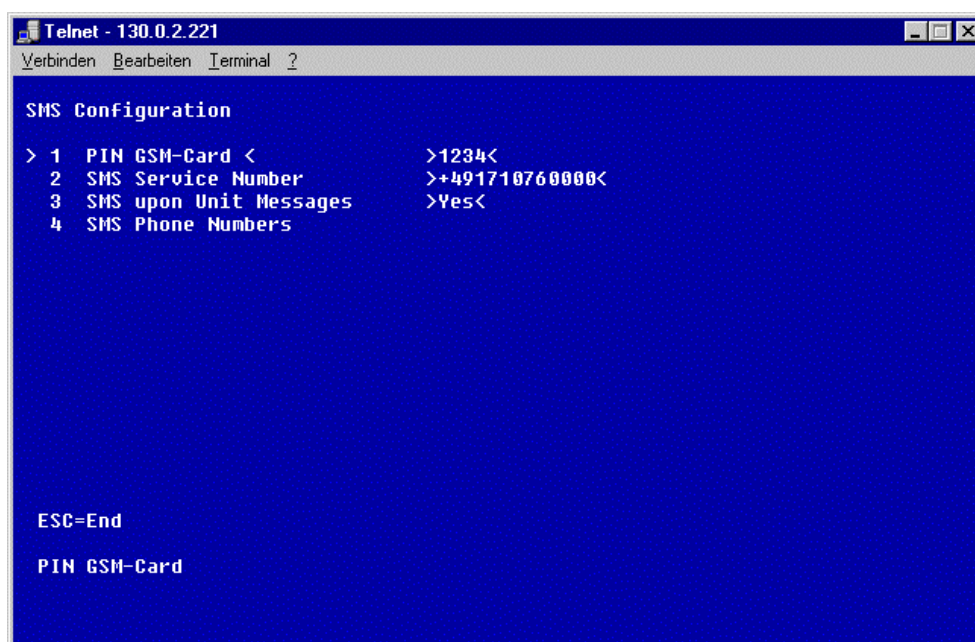 Telnet - 130.0.2.221
Verbinden Bearbeiten Terminal ?
SMS Configuration
> 1 PIN GSM-Card < >1234<
2 SMS Service Number >+491710760000<
3 SMS upon Unit Messages >Yes<
4 SMS Phone Numbers
ESC=End
PIN GSM-Card